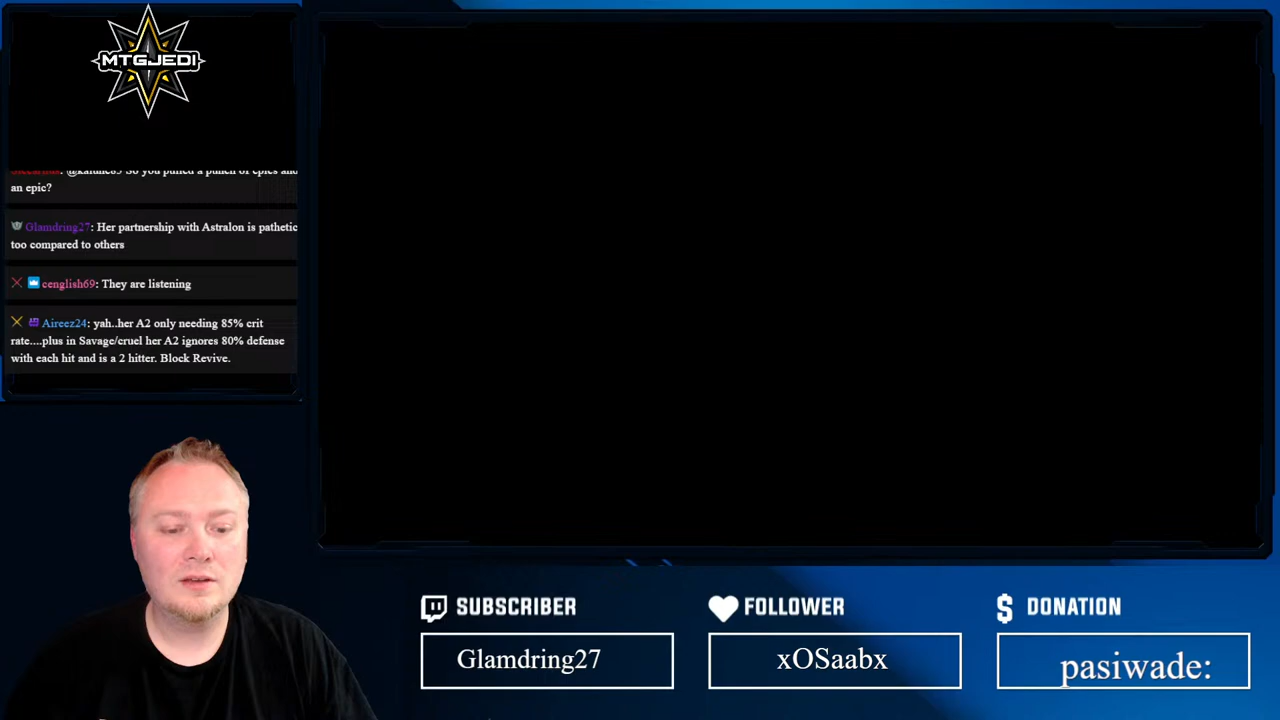 MTGJEDI
an epic?
Glamdring27: Her partnership with Astralon is pathetic
too compared to others
cenglish69: They are listening
Aireez24: yah..her A2 only needing 85% crit
rate....plus in Savage/cruel her A2 ignores 80% defense
with each hit and is a 2 hitter. Block Revive.
SUBSCRIBER
Glamdring27
FOLLOWER
xOSaabx
DONATION
pasiwade: